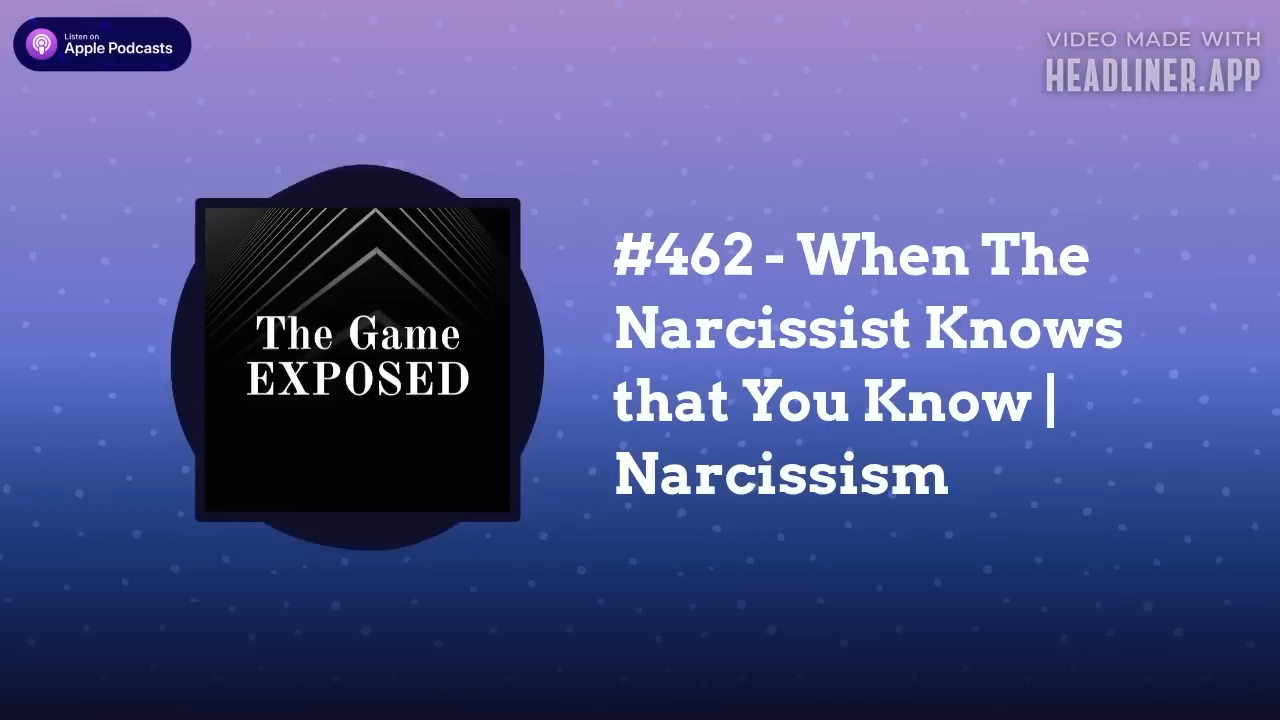 Listen on
Apple Podcasts
VIDEO MADE WITH
HEADLINER.APP
The Game
EXPOSED
#462 - When The
Narcissist Knows
that You Know |
Narcissism